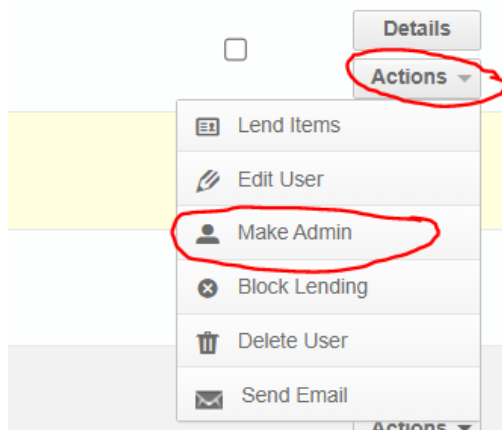 Details
Actions
Lend Items
Edit User
Make Admin
Block Lending
Delete User
Send Email
Actions